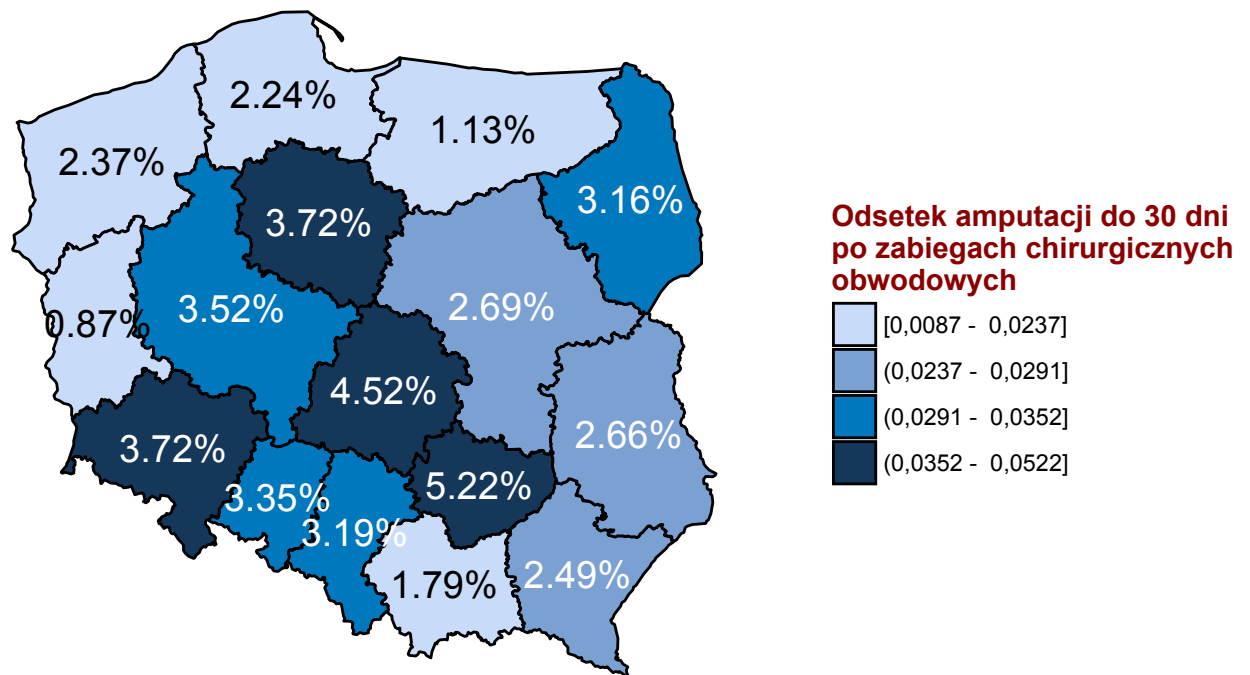 2.24%
1.13%
2.37%
3.16%
3.72%
2.69%
3.52%
0.87%
4.52%
2.66%
3.72%
5.22%
3.35%
3.19%
2.49%
1.79%
Odsetek amputacji do 30 dni
po zabiegach chirurgicznych
obwodowych
[0,0087 - 0,0237]
(0,0237 - 0,0291]
(0,0291 - 0,0352]
(0,0352 - 0,0522]